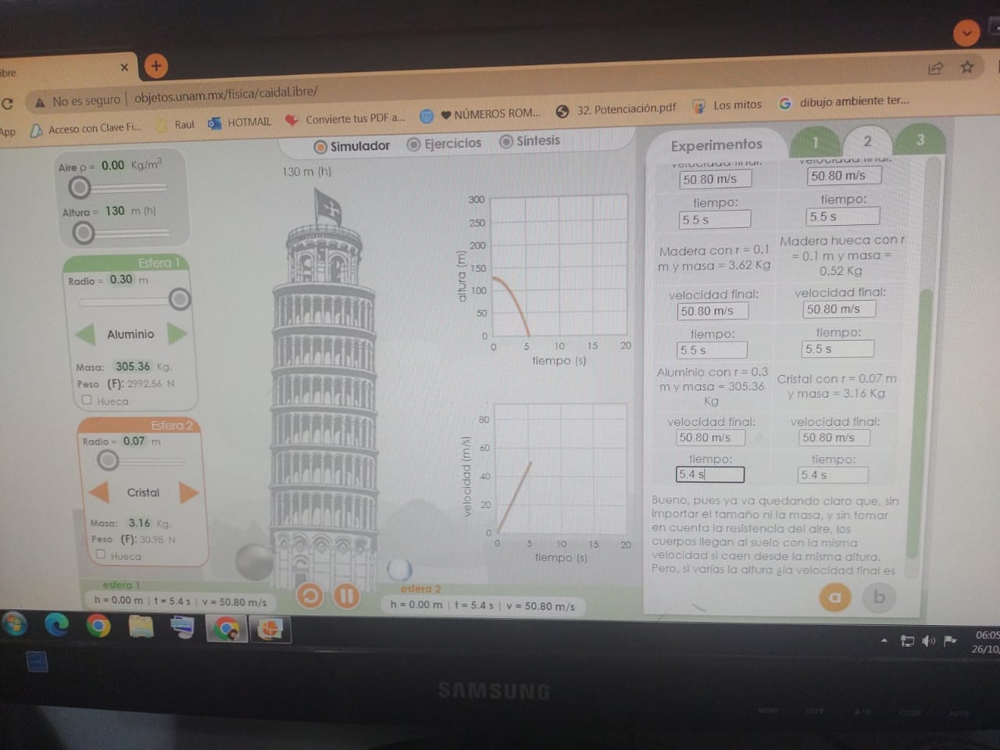 ibre
No es seguro | objetos.unam.mx/fisica/caidaLibre/
App
Acceso con Clave Fi...
Raul
HOTMAIL
Convierte tus PDF a...
NÚMEROS ROM...
32. Potenciación.pdf
Los mitos
dibujo ambiente ter...
Simulador
Ejercicios
Síntesis
Aire ρ = 0.00 Kg/m³
Altura = 130 m (h)
Esfera 1
Radio = 0.30 m
Aluminio
Masa: 305.36 Kg.
Peso (F): 2992.56 N
Hueca
Esfera 2
Radio = 0.07 m
Cristal
Masa: 3.16 Kg.
Peso (F): 30.98 N
Hueca
130 m (h)
300
250
200
150
100
50
0
altura (m)
0 5 10 15 20
tiempo (s)
80
60
40
20
0
velocidad (m/s)
0 5 10 15 20
tiempo (s)
esfera 1
h = 0.00 m | t = 5.4 s | v = 50.80 m/s
esfera 2
h = 0.00 m | t = 5.4 s | v = 50.80 m/s
Experimentos
1
2
3
velocidad final:
50.80 m/s
tiempo:
5.5 s
velocidad final:
50.80 m/s
tiempo:
5.5 s
Madera con r = 0.1
m y masa = 3.62 Kg
velocidad final:
50.80 m/s
tiempo:
5.5 s
Madera hueca con r
= 0.1 m y masa =
0.52 Kg
velocidad final:
50.80 m/s
tiempo:
5.5 s
Aluminio con r = 0.3
m y masa = 305.36
Kg
velocidad final:
50.80 m/s
tiempo:
5.4 s
Cristal con r = 0.07 m
y masa = 3.16 Kg
velocidad final:
50.80 m/s
tiempo:
5.4 s
Bueno, pues ya va quedando claro que, sin
importar el tamaño ni la masa, y sin tomar
en cuenta la resistencia del aire, los
cuerpos llegan al suelo con la misma
velocidad si caen desde la misma altura.
Pero, si varías la altura ¿la velocidad final es
a
b
06:05
26/10/
SAMSUNG
MENU
AUTO